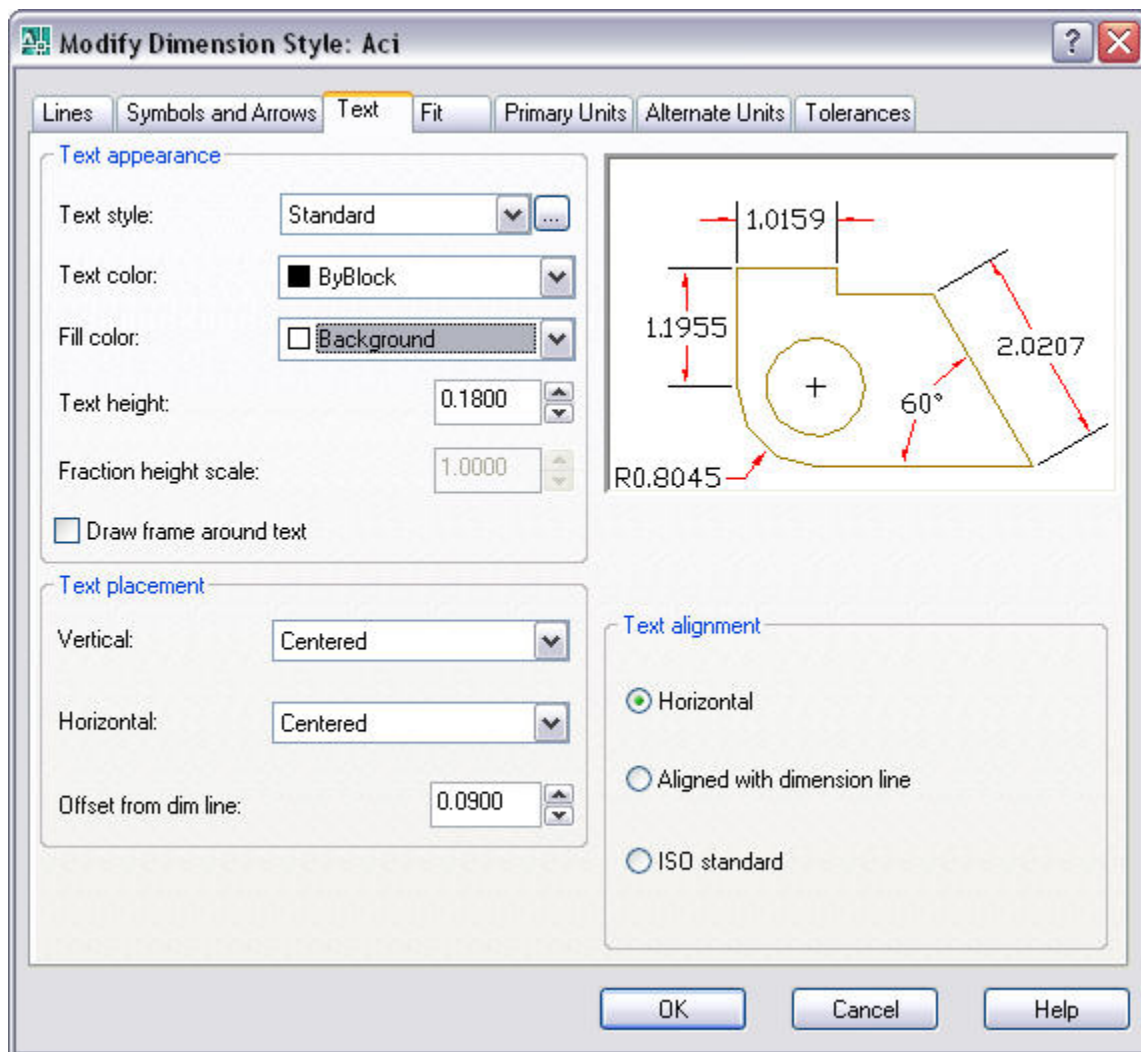 Modify Dimension Style: Aci
?
Lines Symbols and Arrows Text Fit Primary Units Alternate Units Tolerances
Text appearance
Text style: Standard ...
Text color: ByBlock
Fill color: Background
Text height: 0.1800
Fraction height scale: 1.0000
Draw frame around text
1.0159
1.1955
2.0207
60°
R0.8045
Text placement
Vertical: Centered
Horizontal: Centered
Offset from dim line: 0.0900
Text alignment
Horizontal
Aligned with dimension line
ISO standard
OK Cancel Help